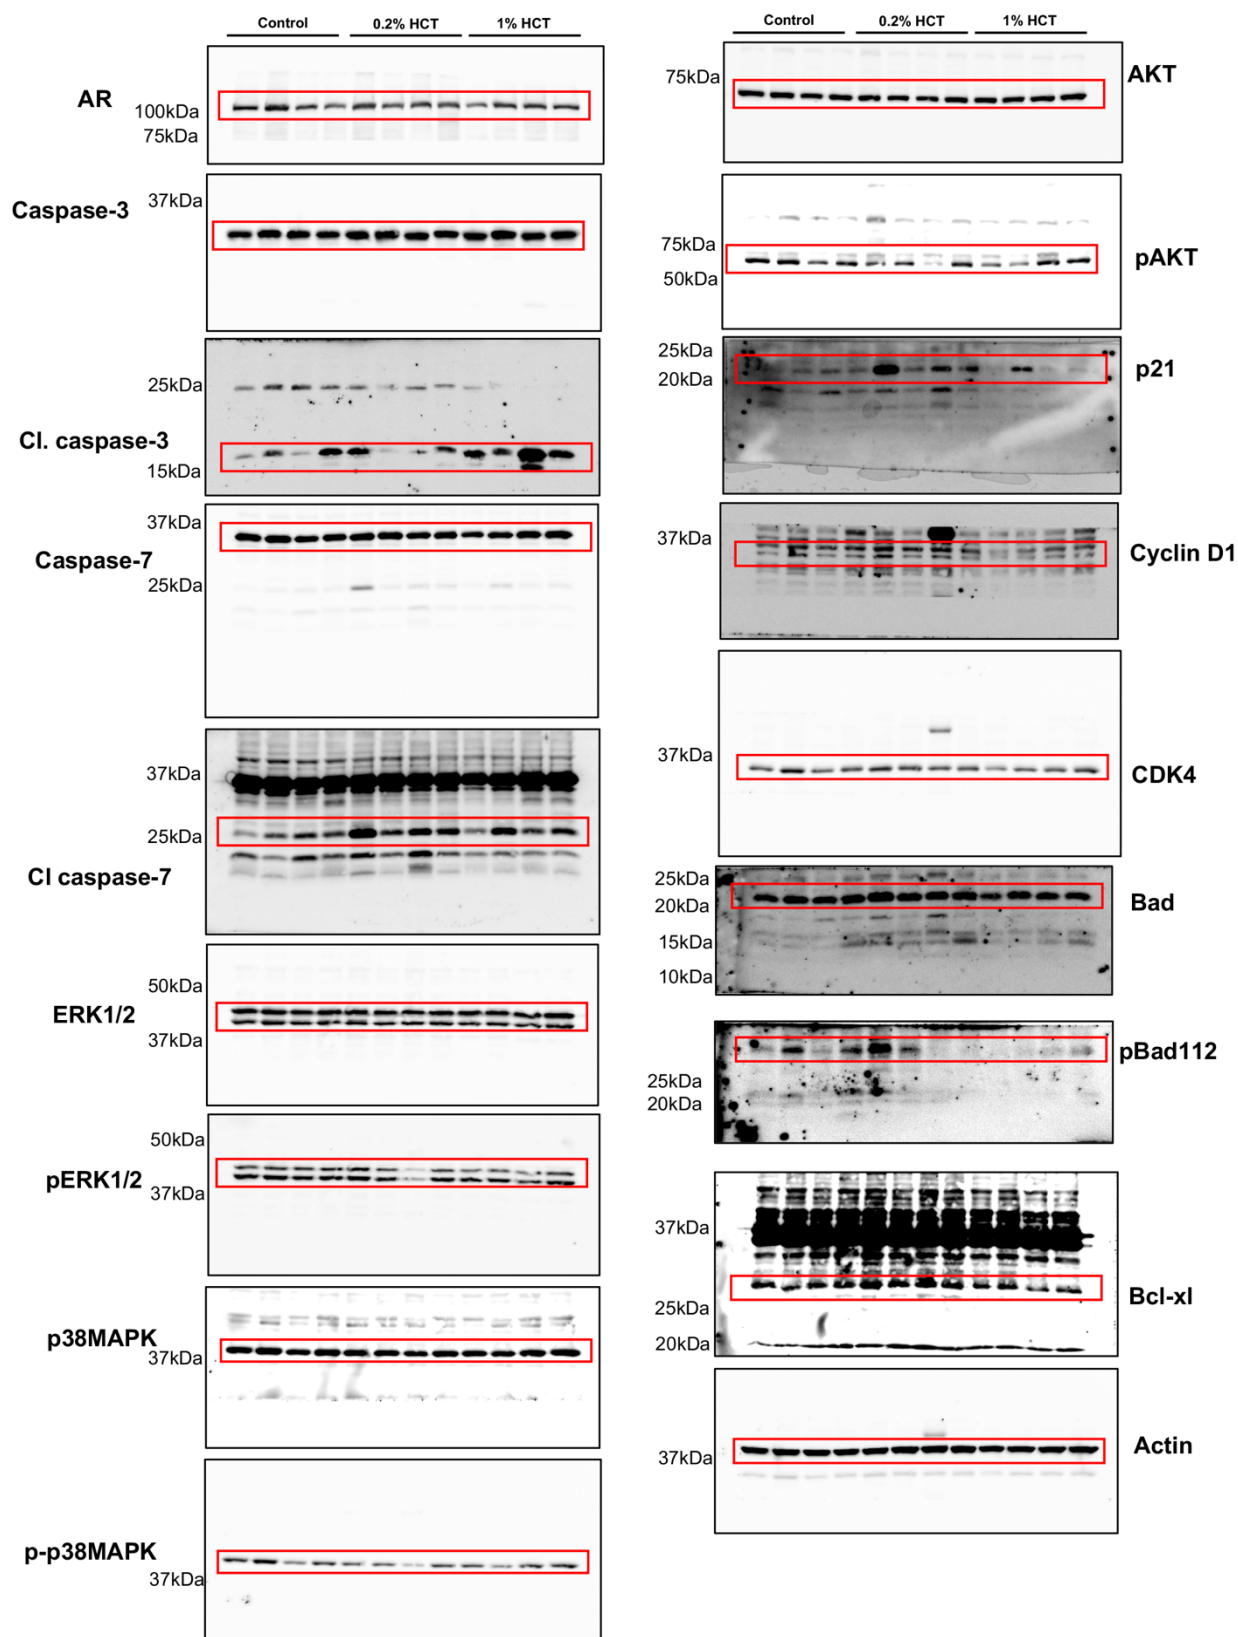 Control 0.2% HCT 1% HCT
AR
100kDa
75kDa
Caspase-3
37kDa
25kDa
Cl. caspase-3
15kDa
37kDa
Caspase-7
25kDa
37kDa
25kDa
Cl caspase-7
50kDa
ERK1/2
37kDa
50kDa
pERK1/2
37kDa
p38MAPK
37kDa
p-p38MAPK
37kDa
Control 0.2% HCT 1% HCT
75kDa
AKT
75kDa
pAKT
50kDa
25kDa
p21
20kDa
37kDa
Cyclin D1
37kDa
CDK4
25kDa
Bad
20kDa
15kDa
10kDa
pBad112
25kDa
20kDa
37kDa
Bcl-xl
25kDa
20kDa
Actin
37kDa